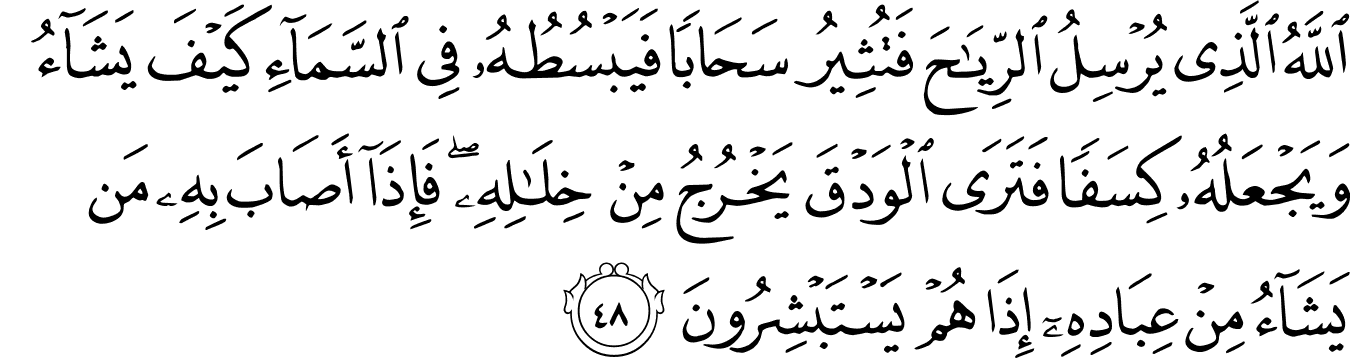 ٱللَّهُ ٱلَّذِى يُرْسِلُ ٱلرِّيَـٰحَ فَتُثِيرُ سَحَابًا فَيَبْسُطُهُۥ فِى ٱلسَّمَآءِ كَيْفَ يَشَآءُ
وَيَجْعَلُهُۥ كِسَفًا فَتَرَى ٱلْوَدْقَ يَخْرُجُ مِنْ خِلَـٰلِهِۦ ۖ فَإِذَآ أَصَابَ بِهِۦ مَن
يَشَآءُ مِنْ عِبَادِهِۦٓ إِذَا هُمْ يَسْتَبْشِرُونَ ٤٨